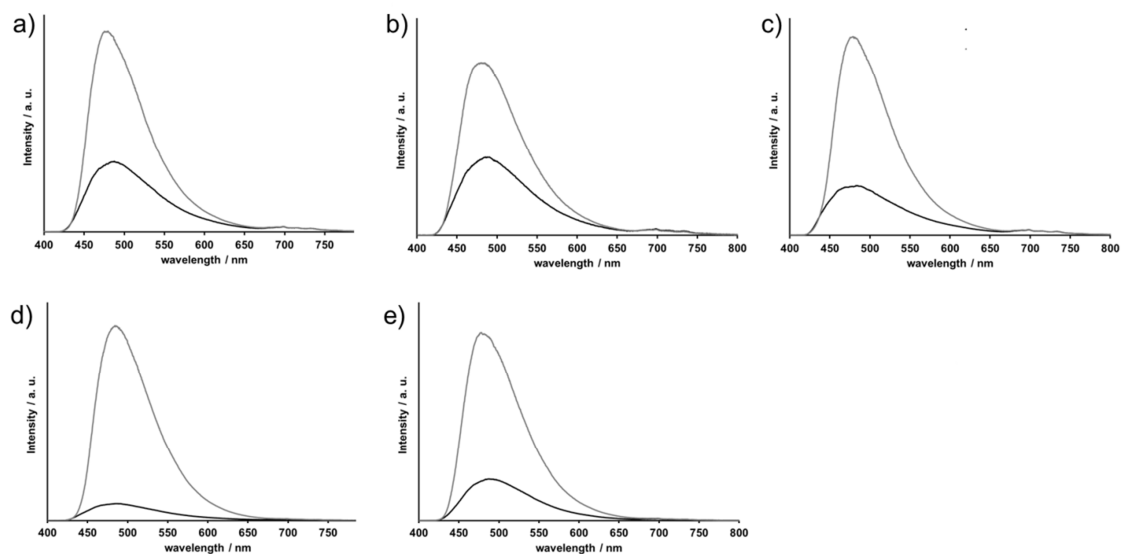 a)
Intensity / a. u.
400 450 500 550 600 650 700 750
wavelength / nm
b)
Intensity / a. u.
400 450 500 550 600 650 700 750 800
wavelength / nm
c)
Intensity / a. u.
400 450 500 550 600 650 700 750 800
wavelength / nm
d)
Intensity / a. u.
400 450 500 550 600 650 700 750
wavelength / nm
e)
Intensity / a. u.
400 450 500 550 600 650 700 750 800
wavelength / nm